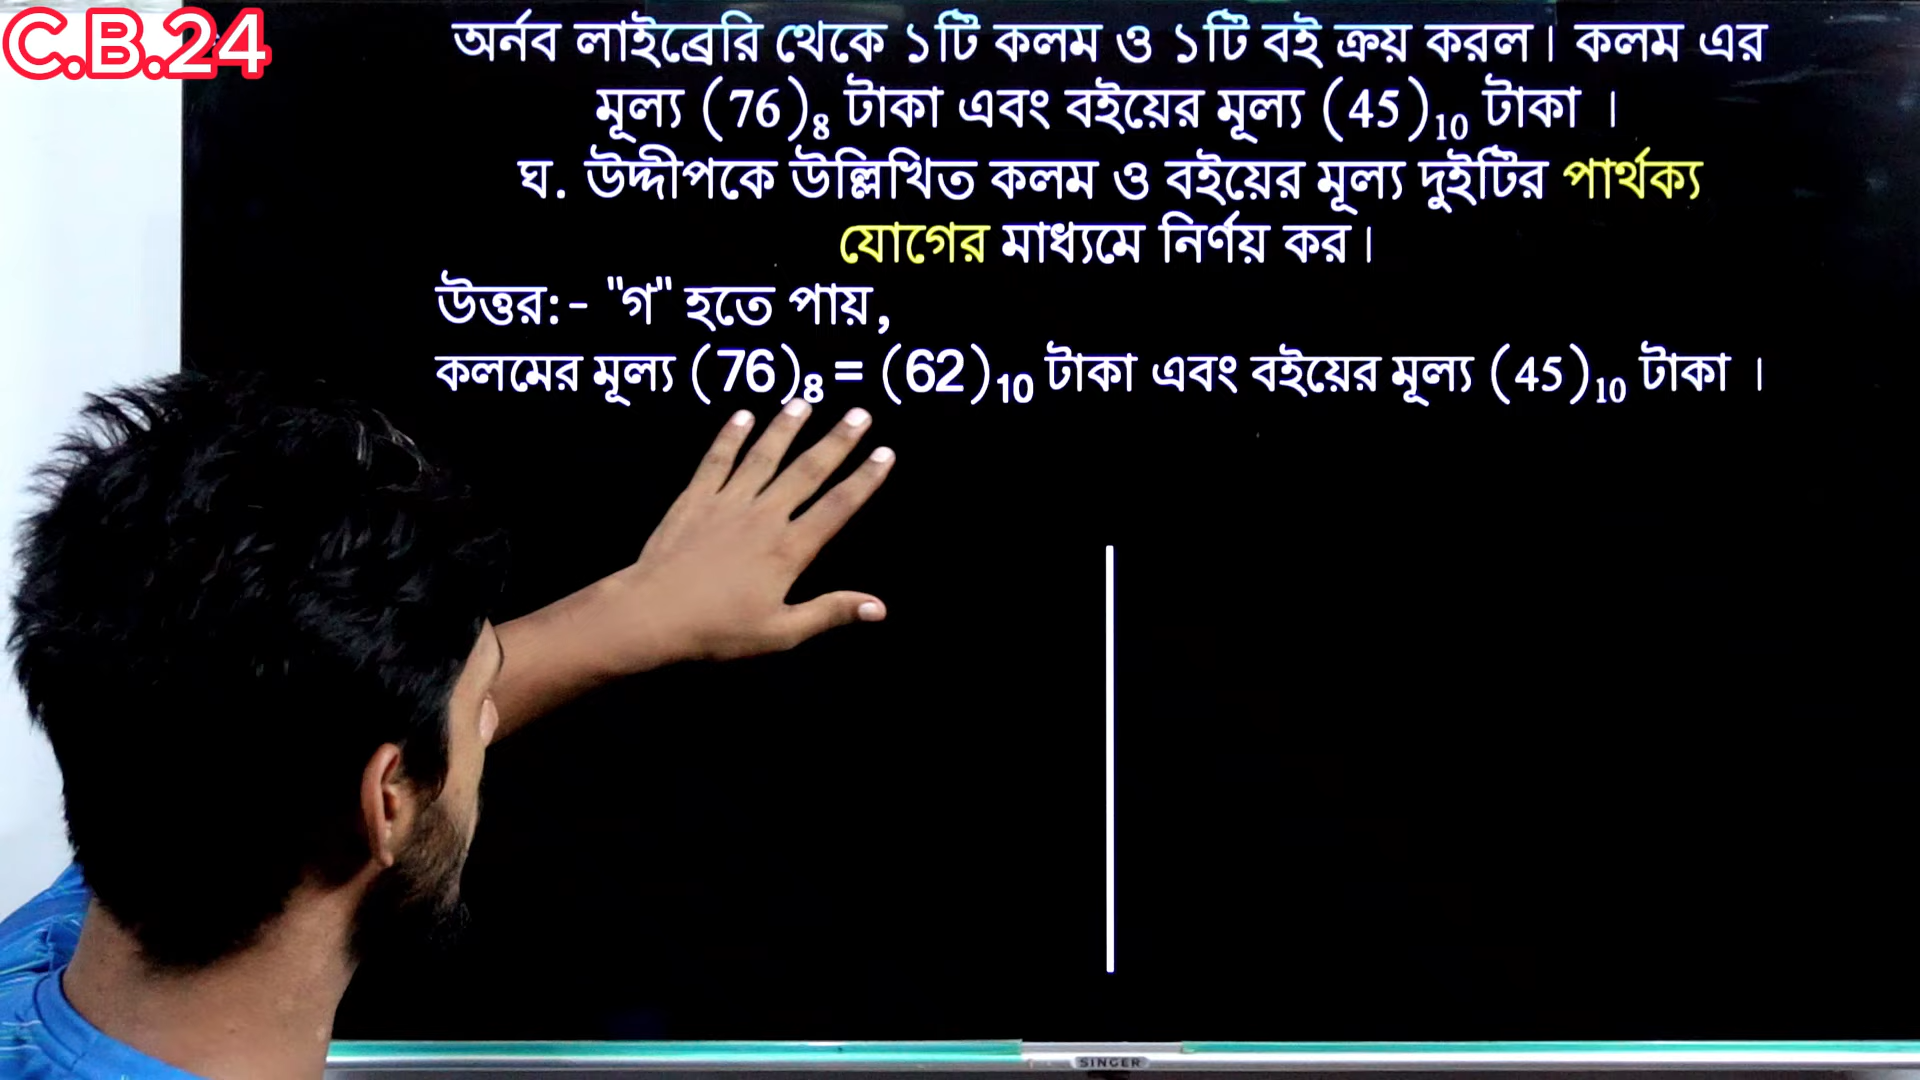 C.B.24
অর্নব লাইব্রেরি থেকে ১টি কলম ও ১টি বই ক্রয় করল। কলম এর
মূল্য (76)₈ টাকা এবং বইয়ের মূল্য (45)₁₀ টাকা ।
ঘ. উদ্দীপকে উল্লিখিত কলম ও বইয়ের মূল্য দুইটির পার্থক্য
যোগের মাধ্যমে নির্ণয় কর।
উত্তর:- "গ" হতে পায়,
কলমের মূল্য (76)₈ = (62)₁₀ টাকা এবং বইয়ের মূল্য (45)₁₀ টাকা ।
SINGER